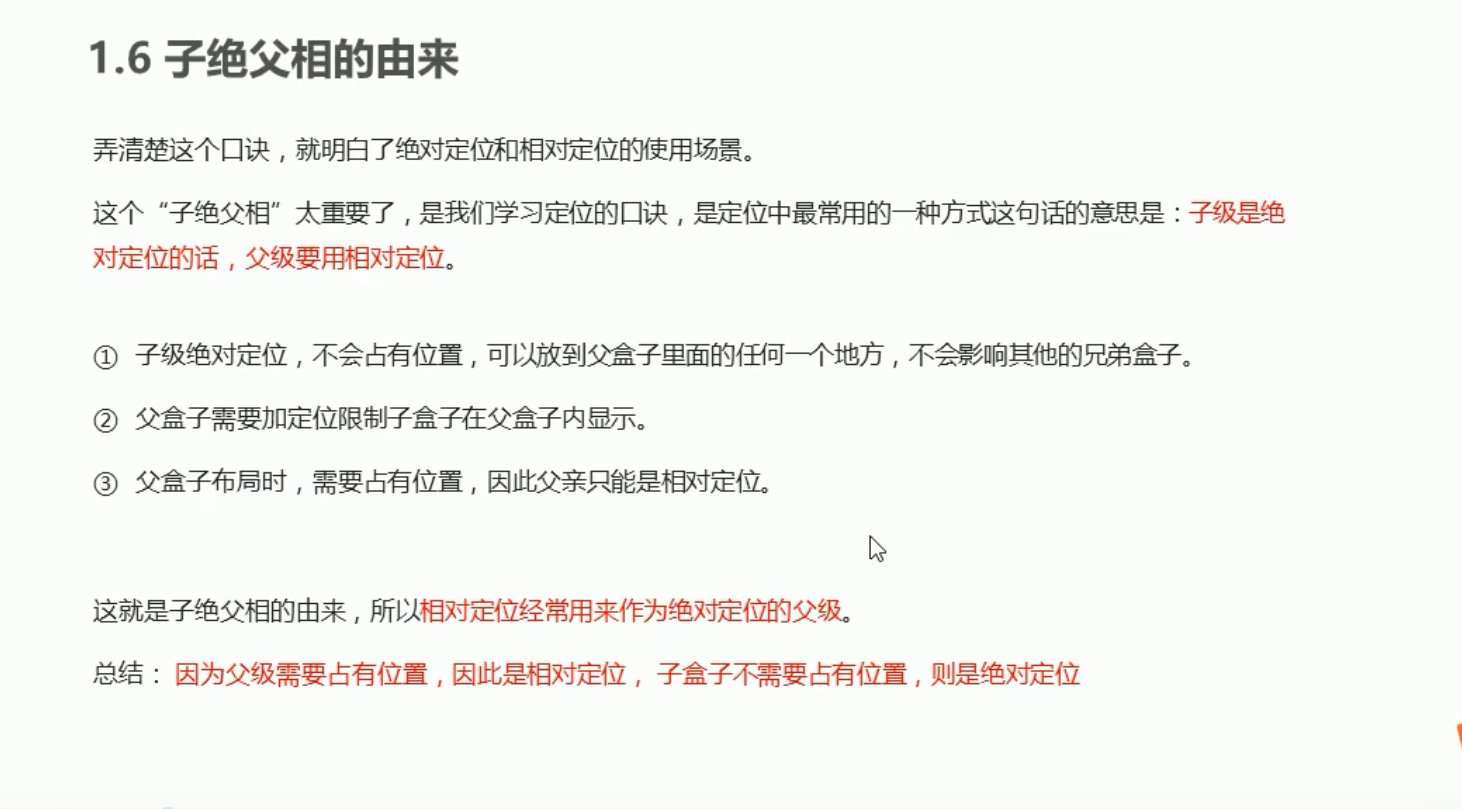 1.6 子绝父相的由来
弄清楚这个口诀，就明白了绝对定位和相对定位的使用场景。
这个“子绝父相”太重要了，是我们学习定位的口诀，是定位中最常用的一种方式这句话的意思是：子级是绝
对定位的话，父级要用相对定位。
① 子级绝对定位，不会占有位置，可以放到父盒子里面的任何一个地方，不会影响其他的兄弟盒子。
② 父盒子需要加定位限制子盒子在父盒子内显示。
③ 父盒子布局时，需要占有位置，因此父亲只能是相对定位。
这就是子绝父相的由来，所以相对定位经常用来作为绝对定位的父级。
总结： 因为父级需要占有位置，因此是相对定位， 子盒子不需要占有位置，则是绝对定位